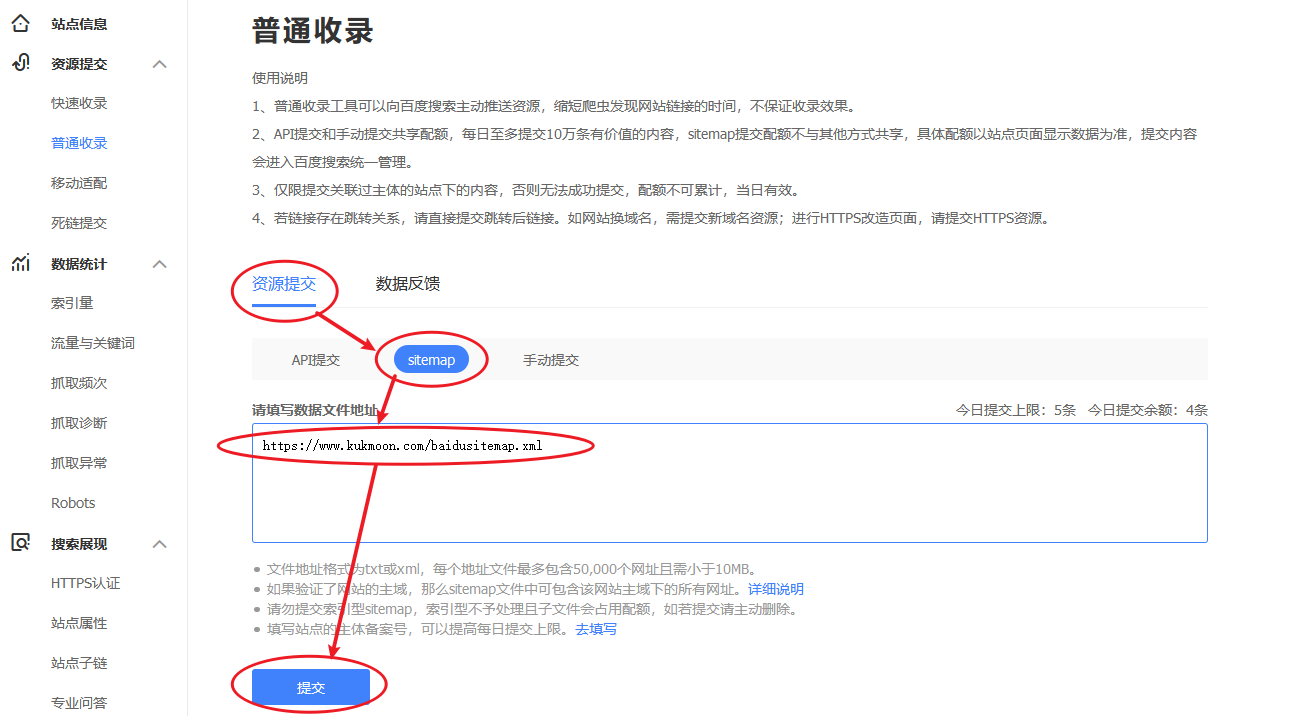 站点信息
资源提交
快速收录
普通收录
移动适配
死链提交
数据统计
索引量
流量与关键词
抓取频次
抓取诊断
抓取异常
Robots
搜索展现
HTTPS认证
站点属性
站点子链
专业问答
普通收录
使用说明
1、普通收录工具可以向百度搜索主动推送资源，缩短爬虫发现网站链接的时间，不保证收录效果。
2、API提交和手动提交共享配额，每日至多提交10万条有价值的内容，sitemap提交配额不与其他方式共享，具体配额以站点页面显示数据为准，提交内容
会进入百度搜索统一管理。
3、仅限提交关联过主体的站点下的内容，否则无法成功提交，配额不可累计，当日有效。
4、若链接存在跳转关系，请直接提交跳转后链接。如网站换域名，需提交新域名资源；进行HTTPS改造页面，请提交HTTPS资源。
资源提交 数据反馈
API提交 sitemap 手动提交
请填写数据文件地址 今日提交上限：5条 今日提交余额：4条
https://www.kukmoon.com/baidusitemap.xml
文件地址格式为txt或xml，每个地址文件最多包含50,000个网址且需小于10MB。
如果验证了网站的主域，那么sitemap文件中可包含该网站主域下的所有网址。详细说明
请勿提交索引型sitemap，索引型不予处理且子文件会占用配额，如若提交请主动删除。
填写站点的主体备案号，可以提高每日提交上限。去填写
提交